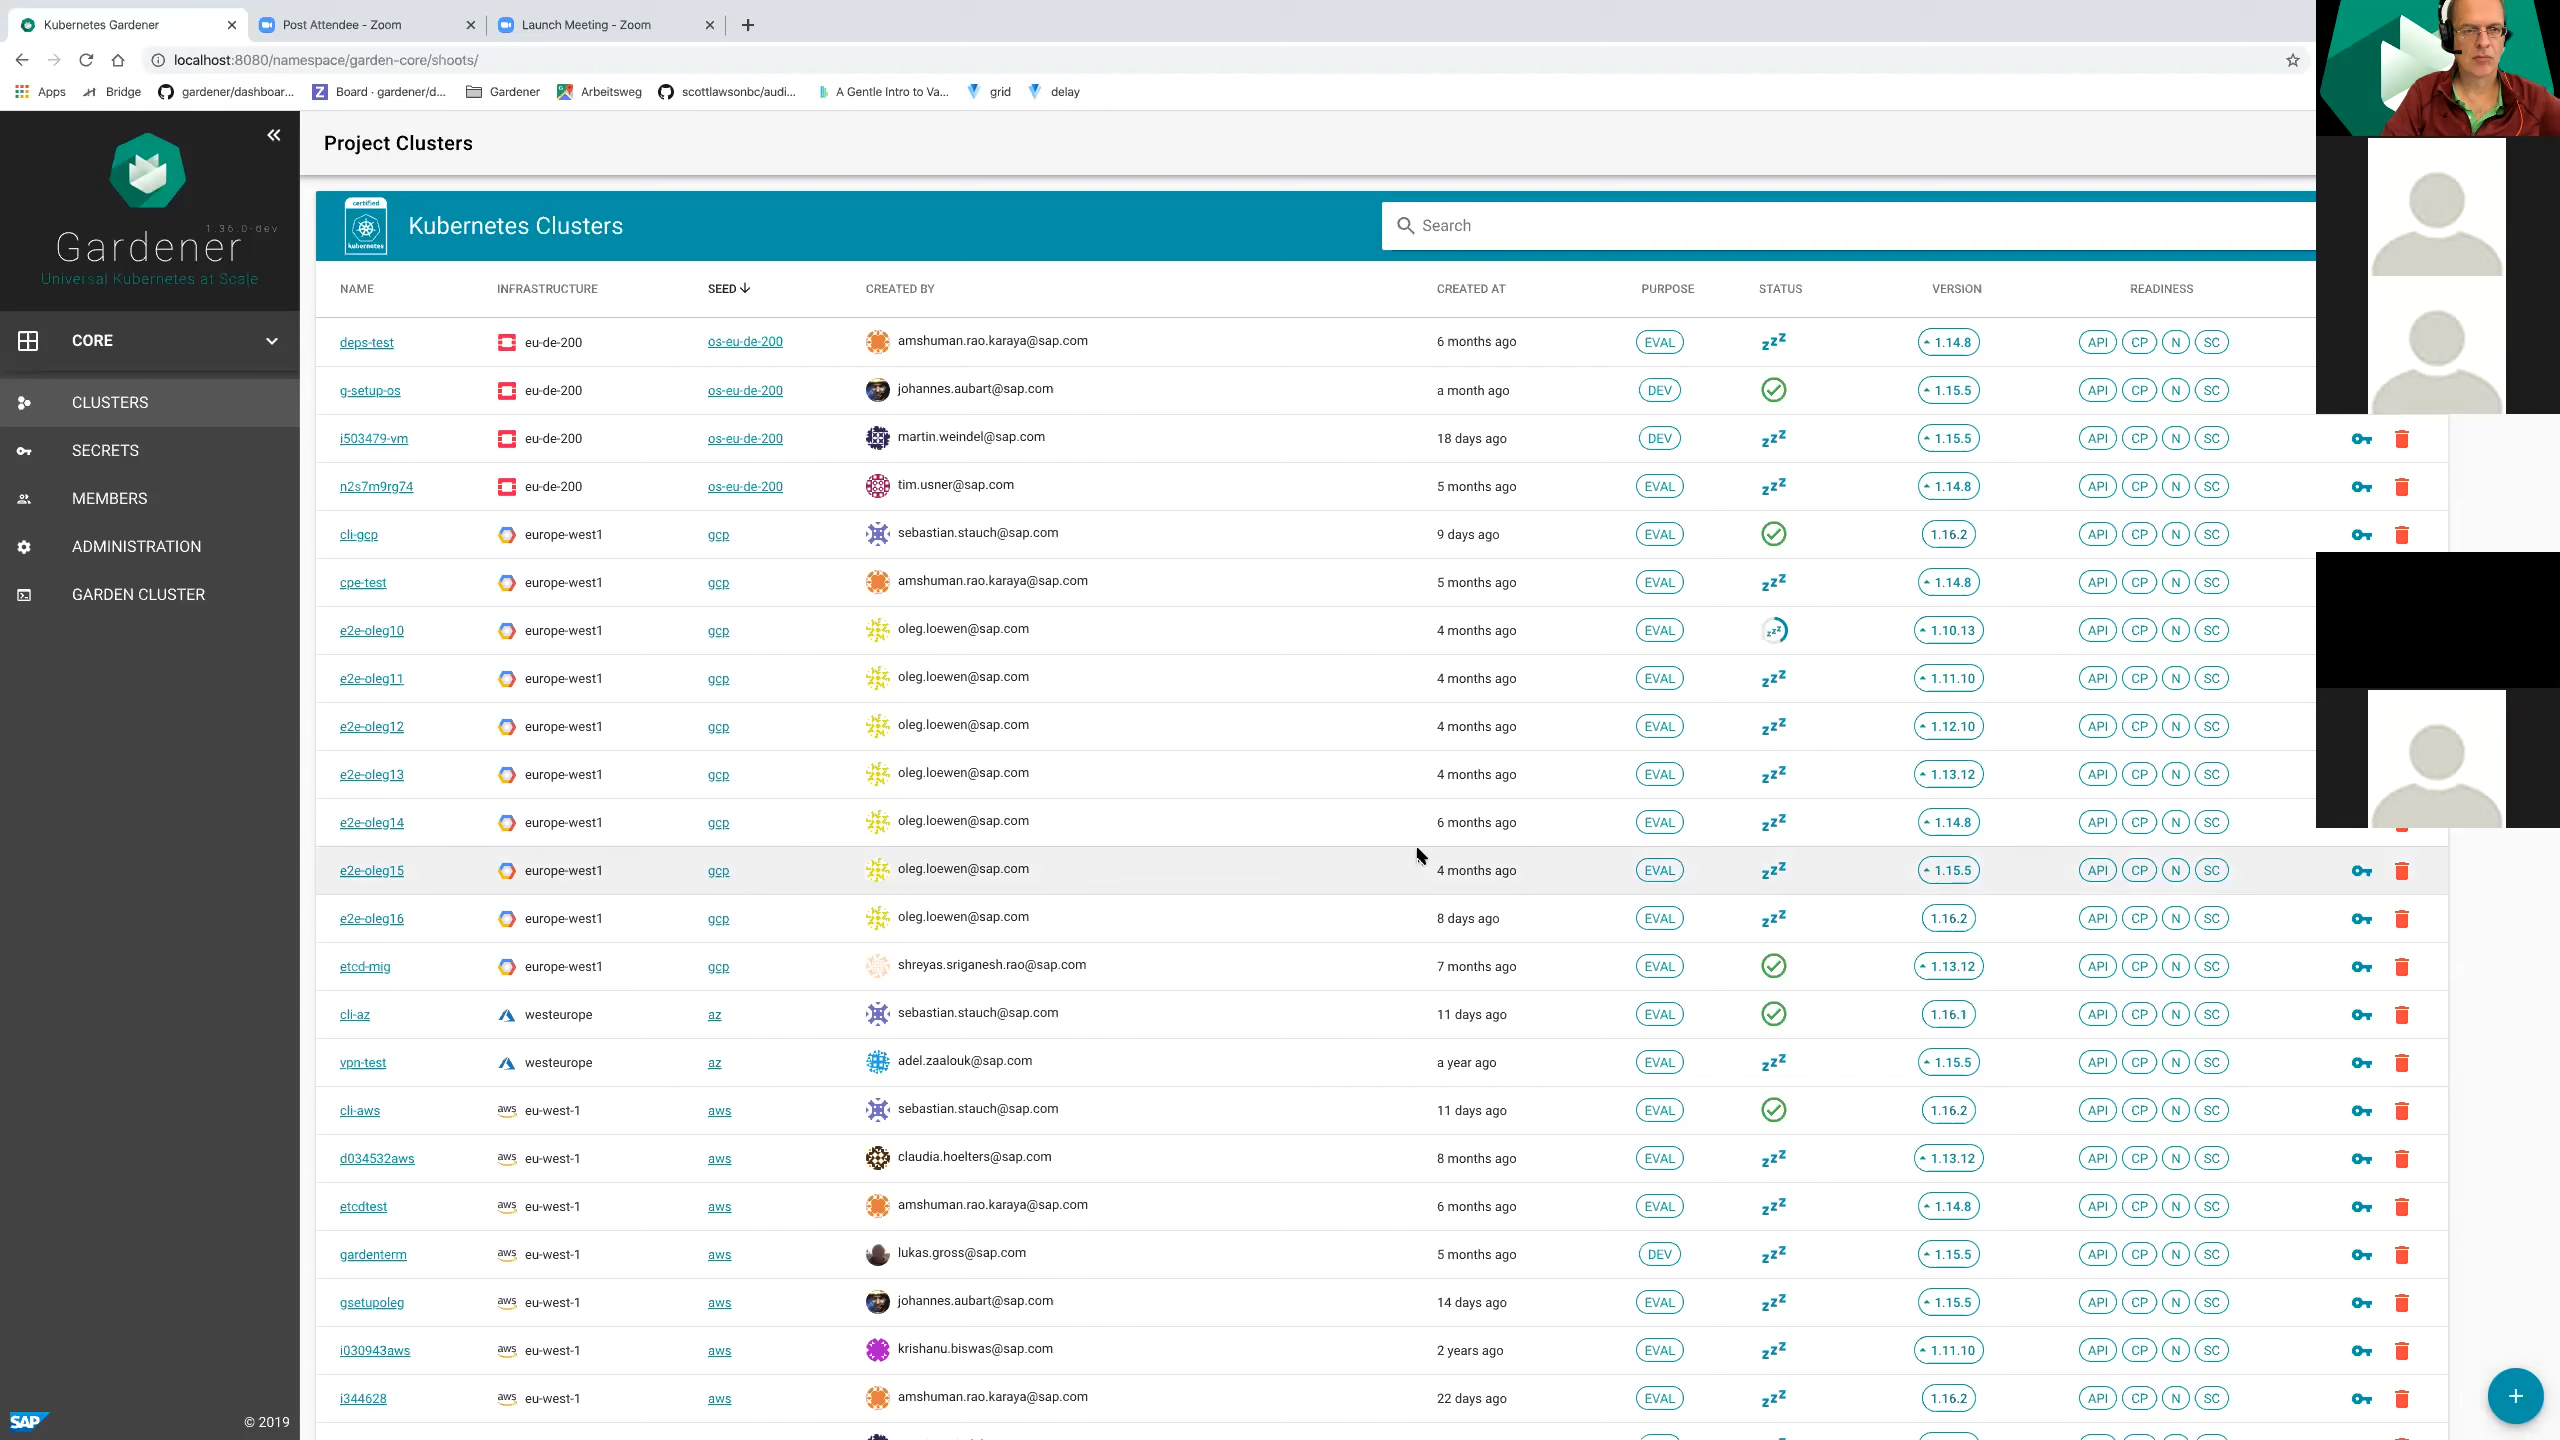 Kubernetes Gardener
Post Attendee - Zoom
Launch Meeting - Zoom
localhost:8080/namespace/garden-core/shoots/
Apps
Bridge
gardener/dashboar...
Board · gardener/d...
Gardener
Arbeitsweg
scottlawsonbc/audi...
A Gentle Intro to Va...
grid
delay
1.36.0-dev
Gardener
Universal Kubernetes at Scale
CORE
CLUSTERS
SECRETS
MEMBERS
ADMINISTRATION
GARDEN CLUSTER
SAP
© 2019
Project Clusters
certified
kubernetes
Kubernetes Clusters
Search
NAME INFRASTRUCTURE SEED CREATED BY CREATED AT PURPOSE STATUS VERSION READINESS
deps-test eu-de-200 os-eu-de-200 amshuman.rao.karaya@sap.com 6 months ago EVAL zzZ 1.14.8 API CP N SC
g-setup-os eu-de-200 os-eu-de-200 johannes.aubart@sap.com a month ago DEV 1.15.5 API CP N SC
i503479-vm eu-de-200 os-eu-de-200 martin.weindel@sap.com 18 days ago DEV zzZ 1.15.5 API CP N SC
n2s7m9rg74 eu-de-200 os-eu-de-200 tim.usner@sap.com 5 months ago EVAL zzZ 1.14.8 API CP N SC
cli-gcp europe-west1 gcp sebastian.stauch@sap.com 9 days ago EVAL 1.16.2 API CP N SC
cpe-test europe-west1 gcp amshuman.rao.karaya@sap.com 5 months ago EVAL zzZ 1.14.8 API CP N SC
e2e-oleg10 europe-west1 gcp oleg.loewen@sap.com 4 months ago EVAL zzZ 1.10.13 API CP N SC
e2e-oleg11 europe-west1 gcp oleg.loewen@sap.com 4 months ago EVAL zzZ 1.11.10 API CP N SC
e2e-oleg12 europe-west1 gcp oleg.loewen@sap.com 4 months ago EVAL zzZ 1.12.10 API CP N SC
e2e-oleg13 europe-west1 gcp oleg.loewen@sap.com 4 months ago EVAL zzZ 1.13.12 API CP N SC
e2e-oleg14 europe-west1 gcp oleg.loewen@sap.com 6 months ago EVAL zzZ 1.14.8 API CP N SC
e2e-oleg15 europe-west1 gcp oleg.loewen@sap.com 4 months ago EVAL zzZ 1.15.5 API CP N SC
e2e-oleg16 europe-west1 gcp oleg.loewen@sap.com 8 days ago EVAL zzZ 1.16.2 API CP N SC
etcd-mig europe-west1 gcp shreyas.sriganesh.rao@sap.com 7 months ago EVAL 1.13.12 API CP N SC
cli-az westeurope az sebastian.stauch@sap.com 11 days ago EVAL 1.16.1 API CP N SC
vpn-test westeurope az adel.zaalouk@sap.com a year ago EVAL zzZ 1.15.5 API CP N SC
cli-aws aws eu-west-1 aws sebastian.stauch@sap.com 11 days ago EVAL 1.16.2 API CP N SC
d034532aws aws eu-west-1 aws claudia.hoelters@sap.com 8 months ago EVAL zzZ 1.13.12 API CP N SC
etcdtest aws eu-west-1 aws amshuman.rao.karaya@sap.com 6 months ago EVAL zzZ 1.14.8 API CP N SC
gardenterm aws eu-west-1 aws lukas.gross@sap.com 5 months ago DEV zzZ 1.15.5 API CP N SC
gsetupoleg aws eu-west-1 aws johannes.aubart@sap.com 14 days ago EVAL zzZ 1.15.5 API CP N SC
i030943aws aws eu-west-1 aws krishanu.biswas@sap.com 2 years ago EVAL zzZ 1.11.10 API CP N SC
i344628 aws eu-west-1 aws amshuman.rao.karaya@sap.com 22 days ago EVAL zzZ 1.16.2 API CP N SC